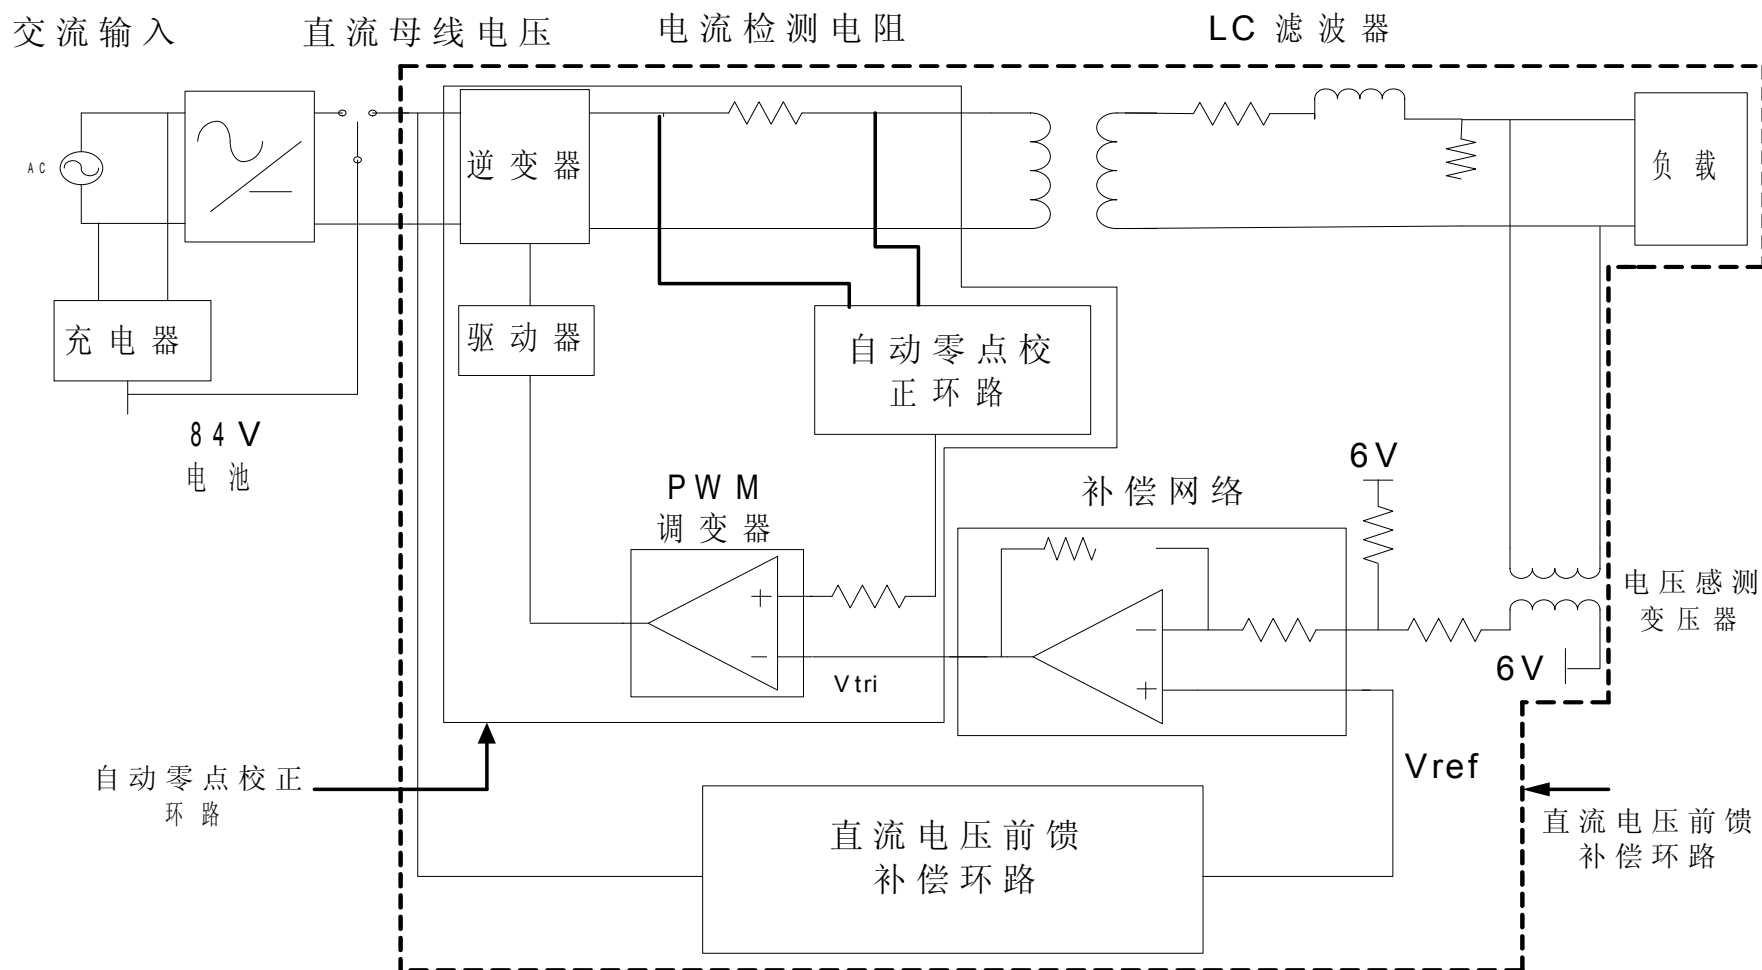 交流输入
直流母线电压
电流检测电阻
LC 滤波器
AC
逆变器
负载
充电器
驱动器
自动零点校
正环路
84V
电池
PWM
调变器
补偿网络
6V
+
−
Vtri
−
+
6V
电压感测
变压器
Vref
自动零点校正
环路
直流电压前馈
补偿环路
直流电压前馈
补偿环路